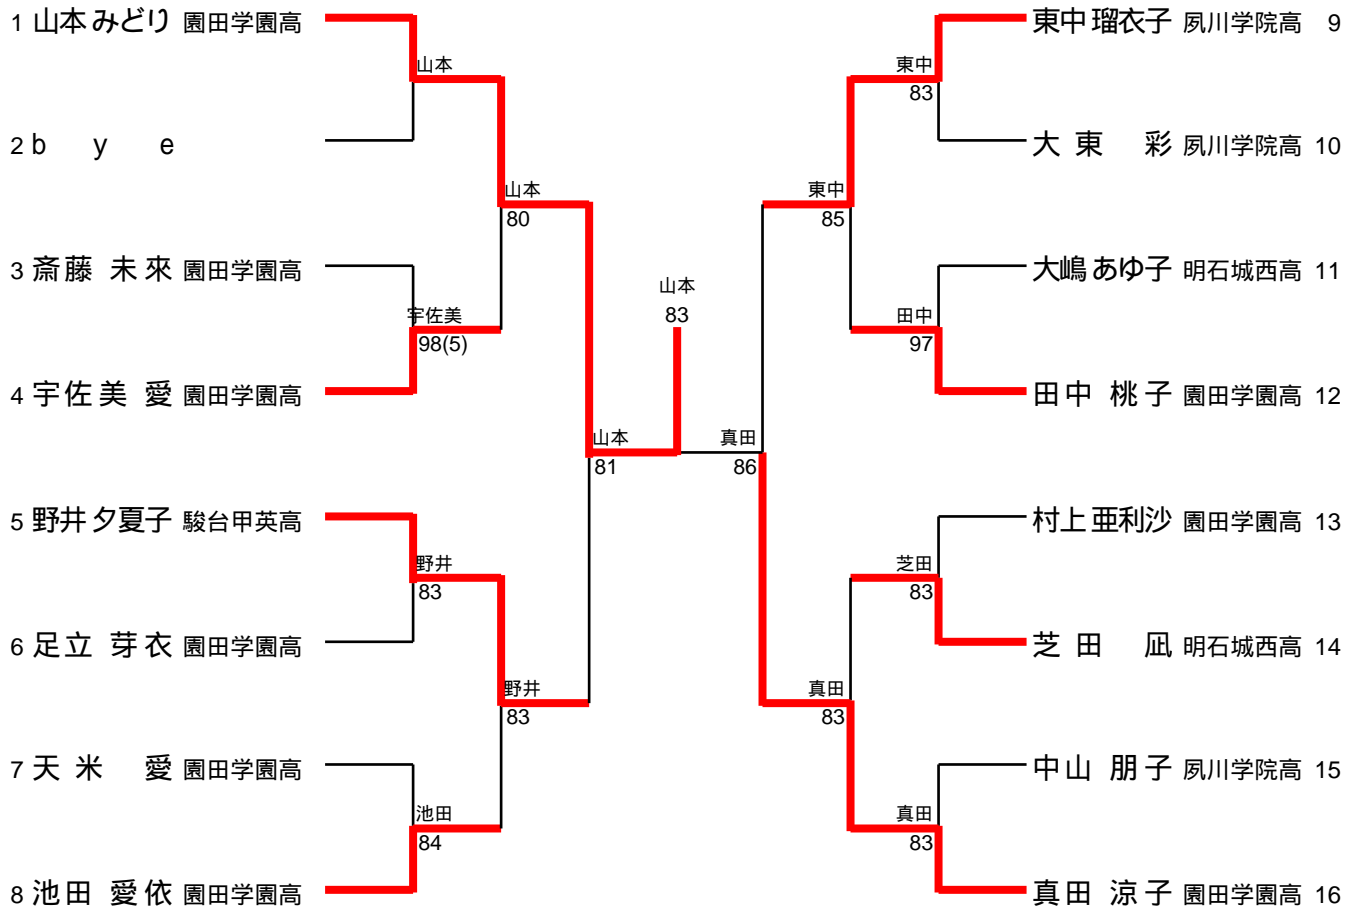 1 山本 みどり 園田学園高
東中 瑠衣子 夙川学院高 9
山本
東中
83
2 b y e
大東 彩 夙川学院高 10
山本
80
東中
85
3 斎藤 未來 園田学園高
大嶋 あゆ子 明石城西高 11
山本
83
宇佐美
98(5)
田中
97
4 宇佐美 愛 園田学園高
田中 桃子 園田学園高 12
山本
81
真田
86
5 野井 夕夏子 駿台甲英高
村上 亜利沙 園田学園高 13
野井
83
芝田
83
6 足立 芽衣 園田学園高
芝田 凪 明石城西高 14
野井
83
真田
83
7 天米 愛 園田学園高
中山 朋子 夙川学院高 15
池田
84
真田
83
8 池田 愛依 園田学園高
真田 涼子 園田学園高 16